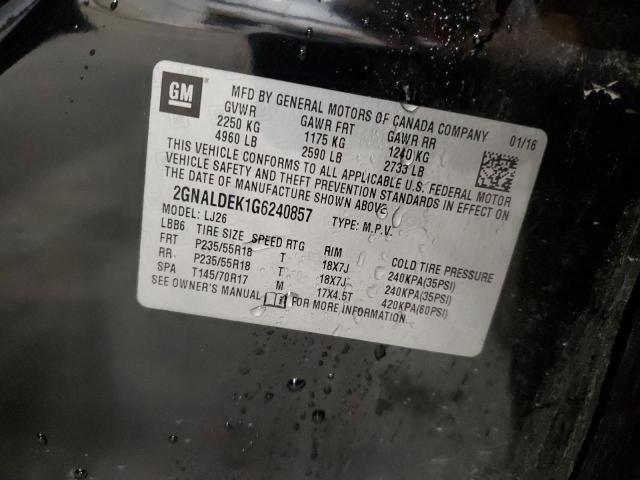 GM
MFD BY GENERAL MOTORS OF CANADA COMPANY 01/16
GVWR GAWR FRT GAWR RR
2250 KG 1175 KG 1240 KG
4960 LB 2590 LB 2733 LB
THIS VEHICLE CONFORMS TO ALL APPLICABLE U.S. FEDERAL MOTOR
VEHICLE SAFETY AND THEFT PREVENTION STANDARDS IN EFFECT ON
THE DATE OF MANUFACTURE SHOWN ABOVE.
2GNALDEK1G6240857 TYPE: M.P.V.
MODEL: LJ26
LBB6 TIRE SIZE SPEED RTG RIM COLD TIRE PRESSURE
FRT P235/55R18 T 18X7J 240KPA(35PSI)
RR P235/55R18 T 18X7J 240KPA(35PSI)
SPA T145/70R17 M 17X4.5T 420KPA(60PSI)
SEE OWNER'S MANUAL FOR MORE INFORMATION.